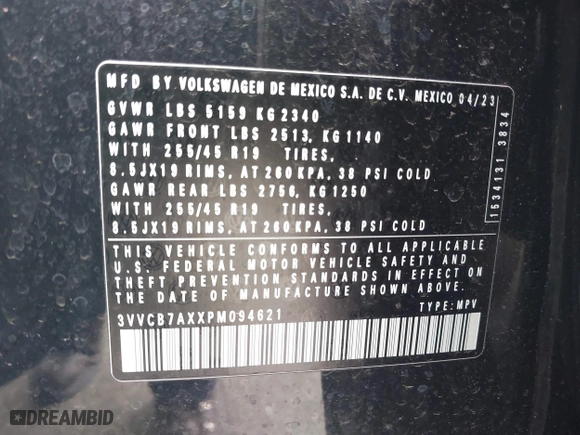 MFD BY VOLKSWAGEN DE MEXICO S.A. DE C.V. MEXICO 04/23
GVWR LBS 5159 KG 2340
GAWR FRONT LBS 2513, KG 1140
WITH 255/45 R19 TIRES,
8.5JX19 RIMS, AT 260 KPA, 38 PSI COLD
GAWR REAR LBS 2756, KG 1250
WITH 255/45 R19 TIRES,
8.5JX19 RIMS, AT 260 KPA, 38 PSI COLD
THIS VEHICLE CONFORMS TO ALL APPLICABLE
U.S. FEDERAL MOTOR VEHICLE SAFETY AND
THEFT PREVENTION STANDARDS IN EFFECT ON
THE DATE OF MANUFACTURE SHOWN ABOVE.
3VVCB7AXXPM094621 TYPE: MPV
1534131 3834
DREAMBID